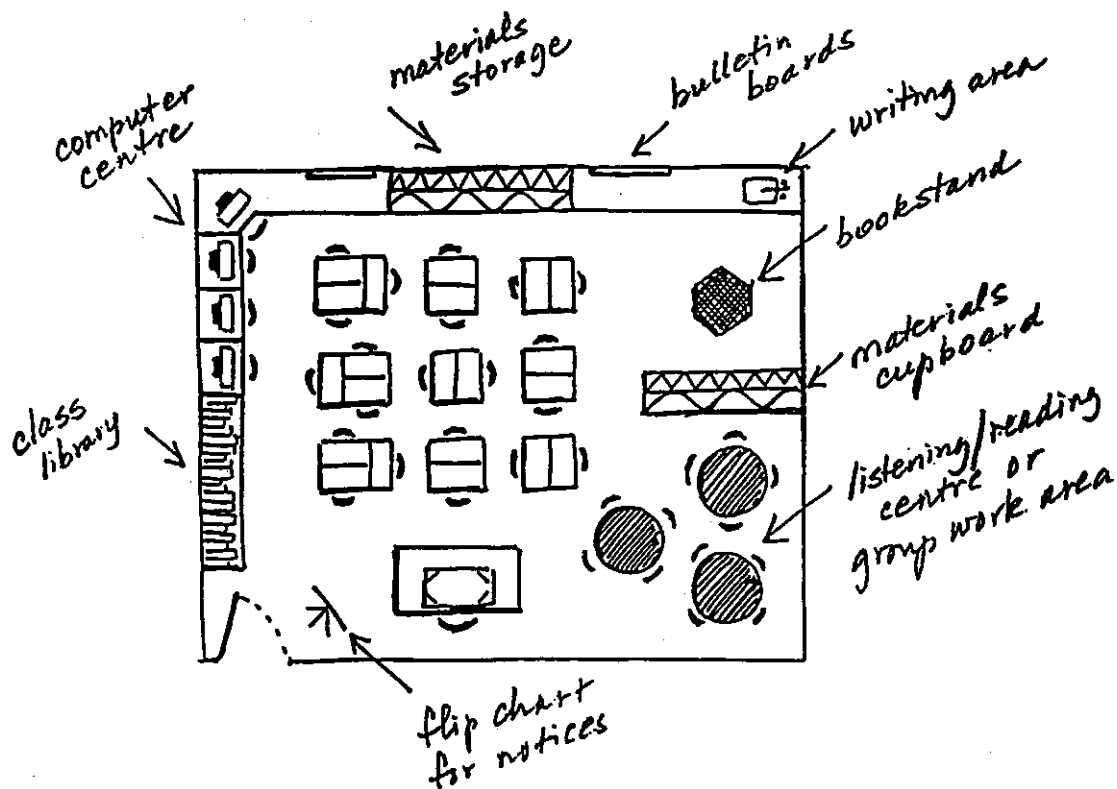 materials
storage
bulletin
boards
writing area
computer
centre
bookstand
materials
cupboard
class
library
listening/reading
centre or
group work area
flip chart
for notices